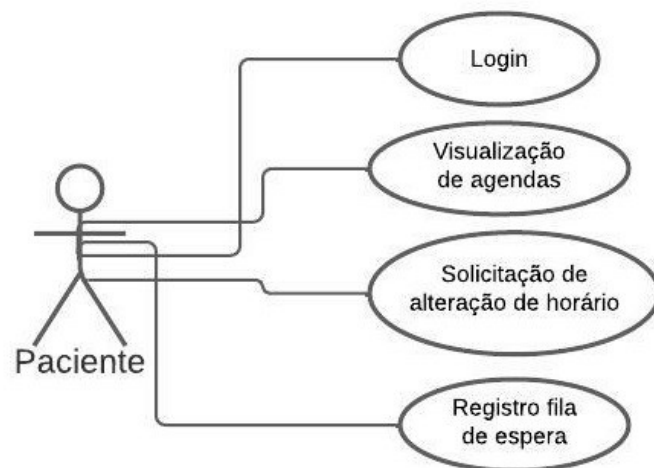 Login
Visualização
de agendas
Solicitação de
alteração de horário
Paciente
Registro fila
de espera